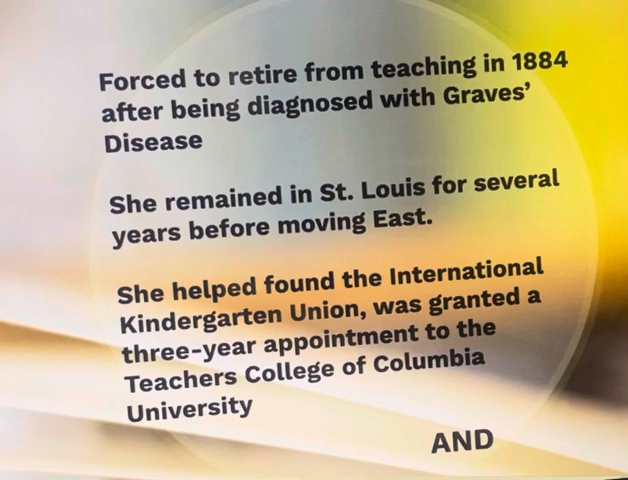 Forced to retire from teaching in 1884
after being diagnosed with Graves’
Disease
She remained in St. Louis for several
years before moving East.
She helped found the International
Kindergarten Union, was granted a
three-year appointment to the
Teachers College of Columbia
University
AND